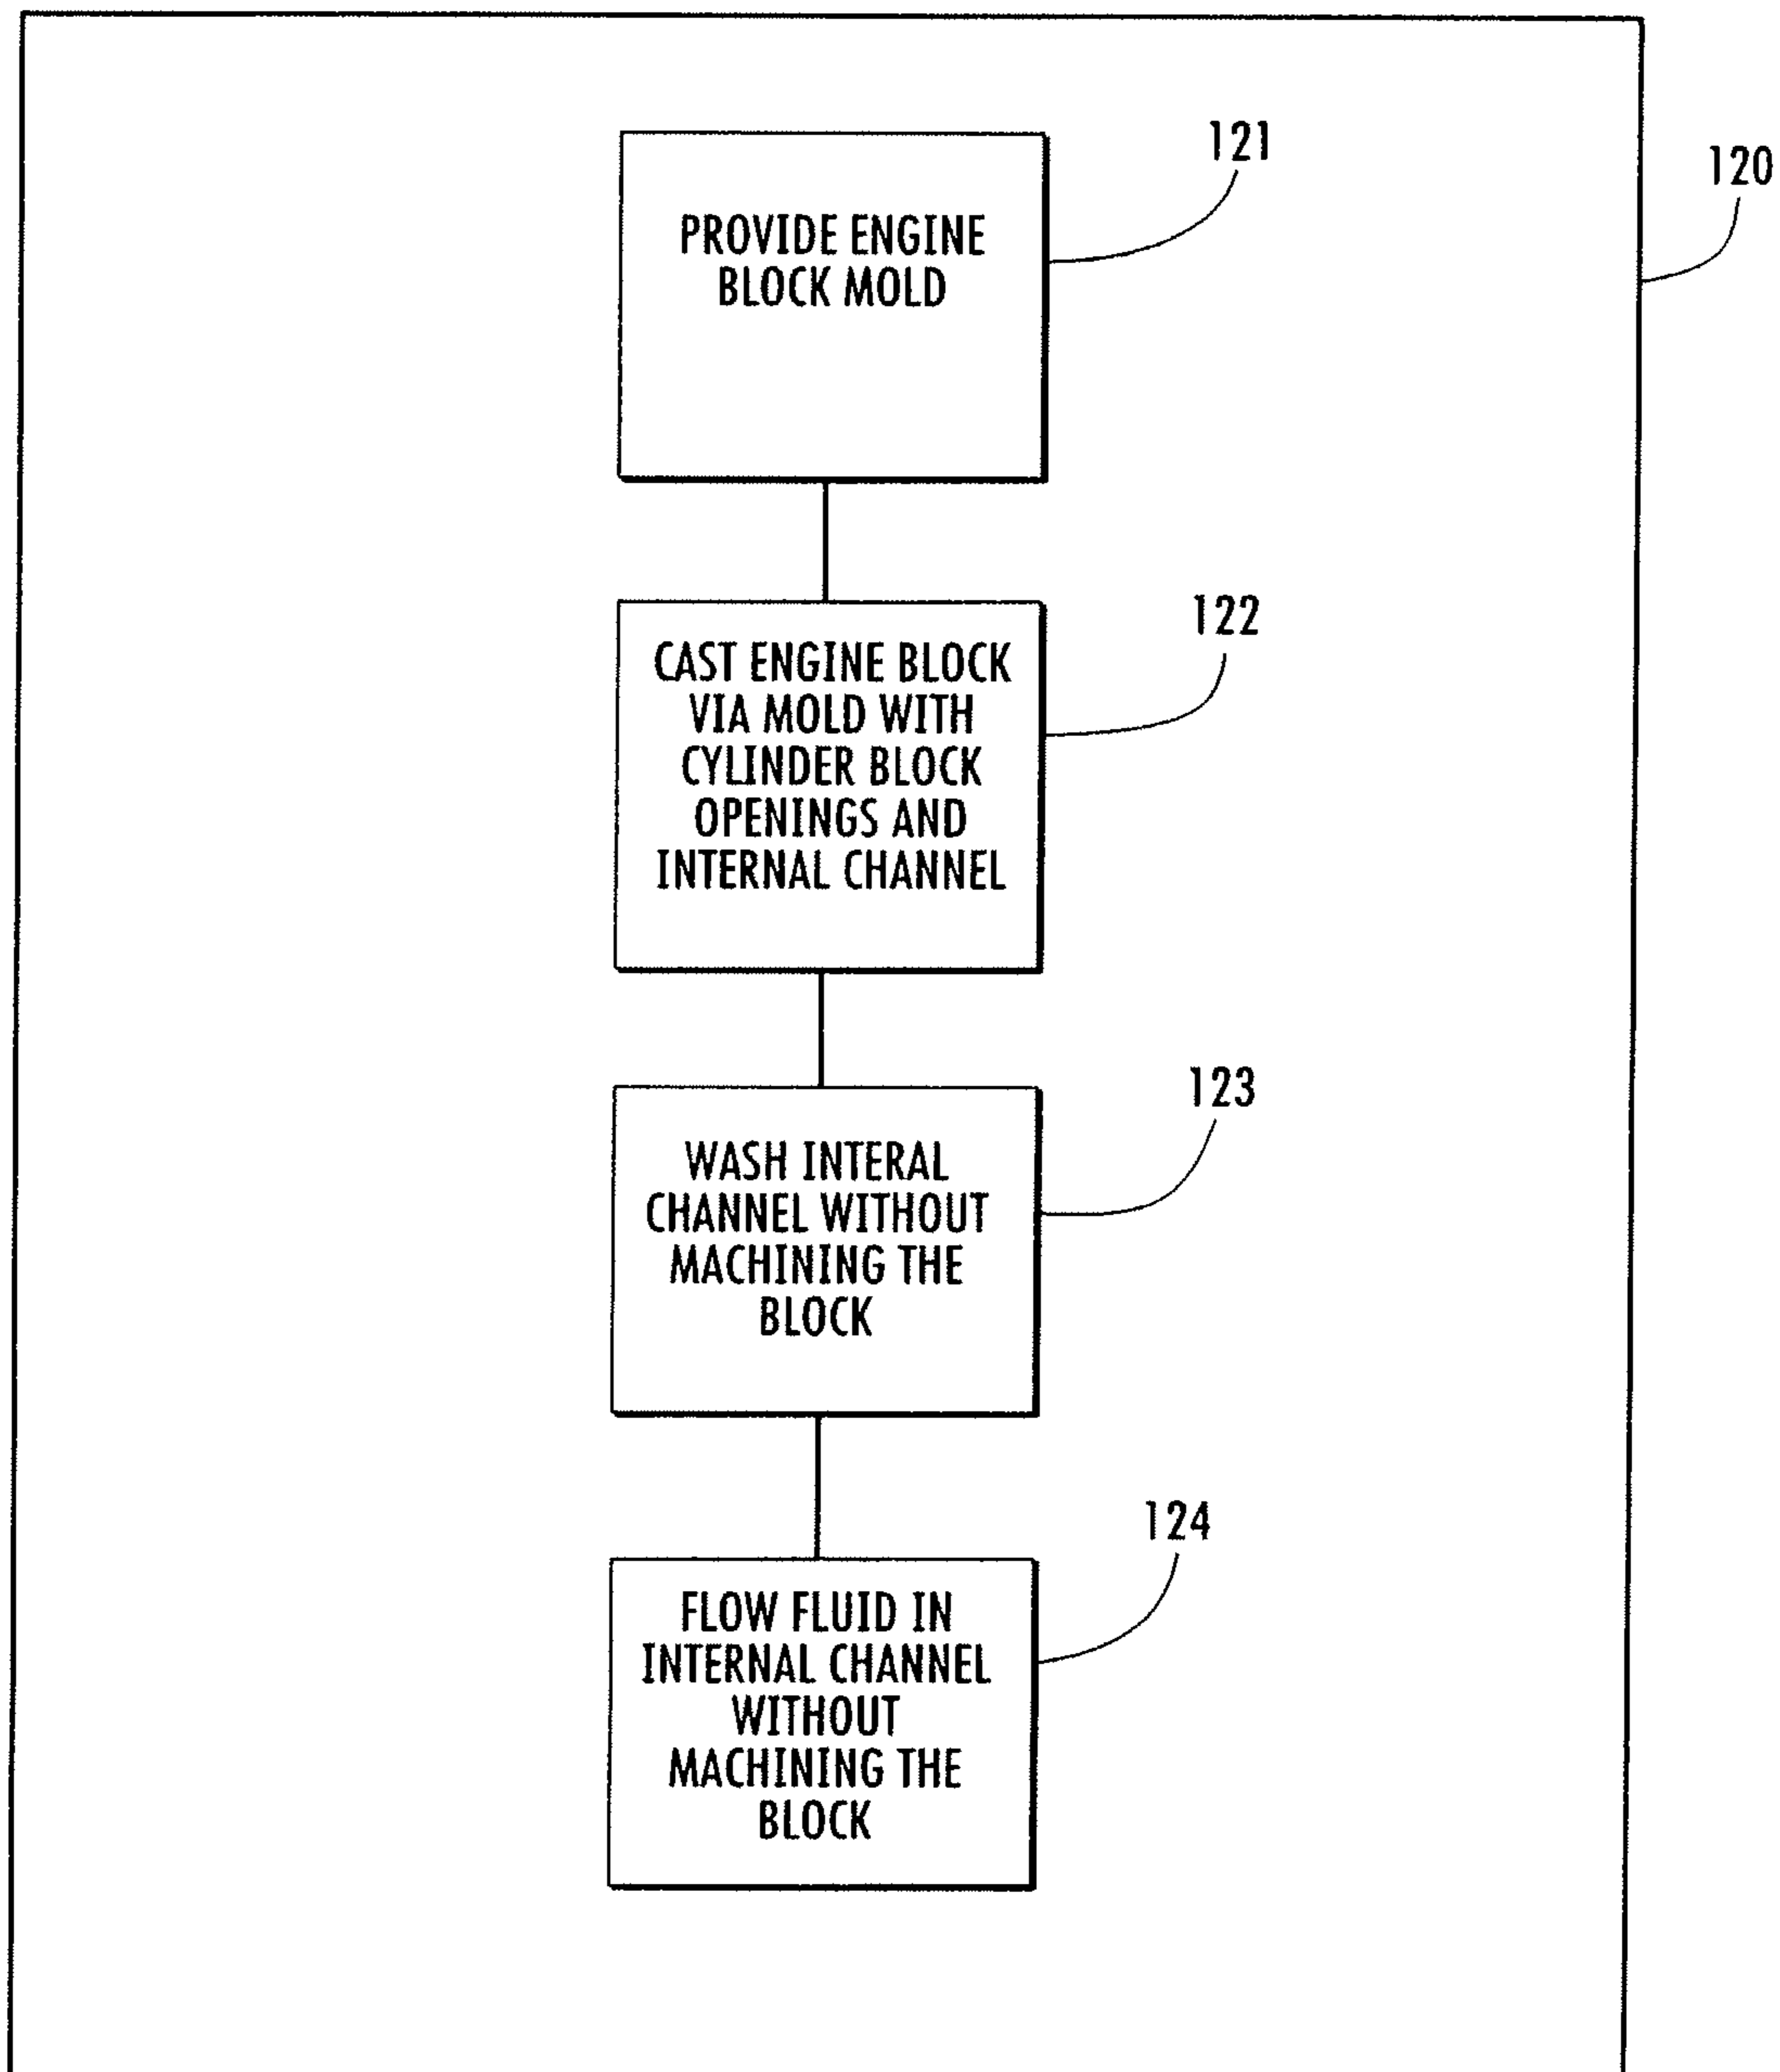 121
120
PROVIDE ENGINE
BLOCK MOLD
122
CAST ENGINE BLOCK
VIA MOLD WITH
CYLINDER BLOCK
OPENINGS AND
INTERNAL CHANNEL
123
WASH INTERAL
CHANNEL WITHOUT
MACHINING THE
BLOCK
124
FLOW FLUID IN
INTERNAL CHANNEL
WITHOUT
MACHINING THE
BLOCK